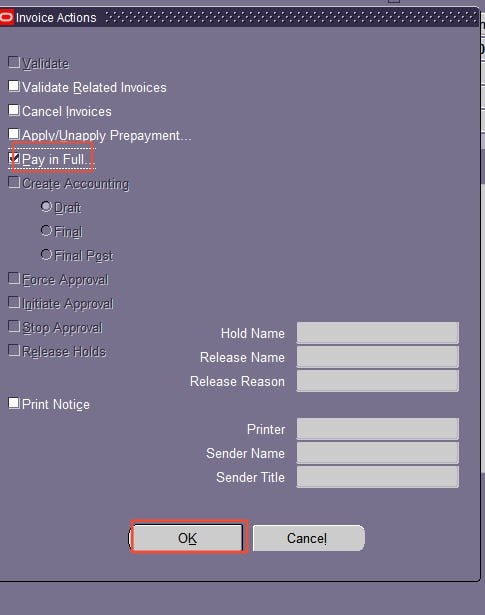 Invoice Actions
Validate
Validate Related Invoices
Cancel Invoices
Apply/Unapply Prepayment...
Pay in Full...
Create Accounting
Draft
Final
Final Post
Force Approval
Initiate Approval
Stop Approval
Release Holds
Hold Name
Release Name
Release Reason
Print Notice
Printer
Sender Name
Sender Title
OK
Cancel